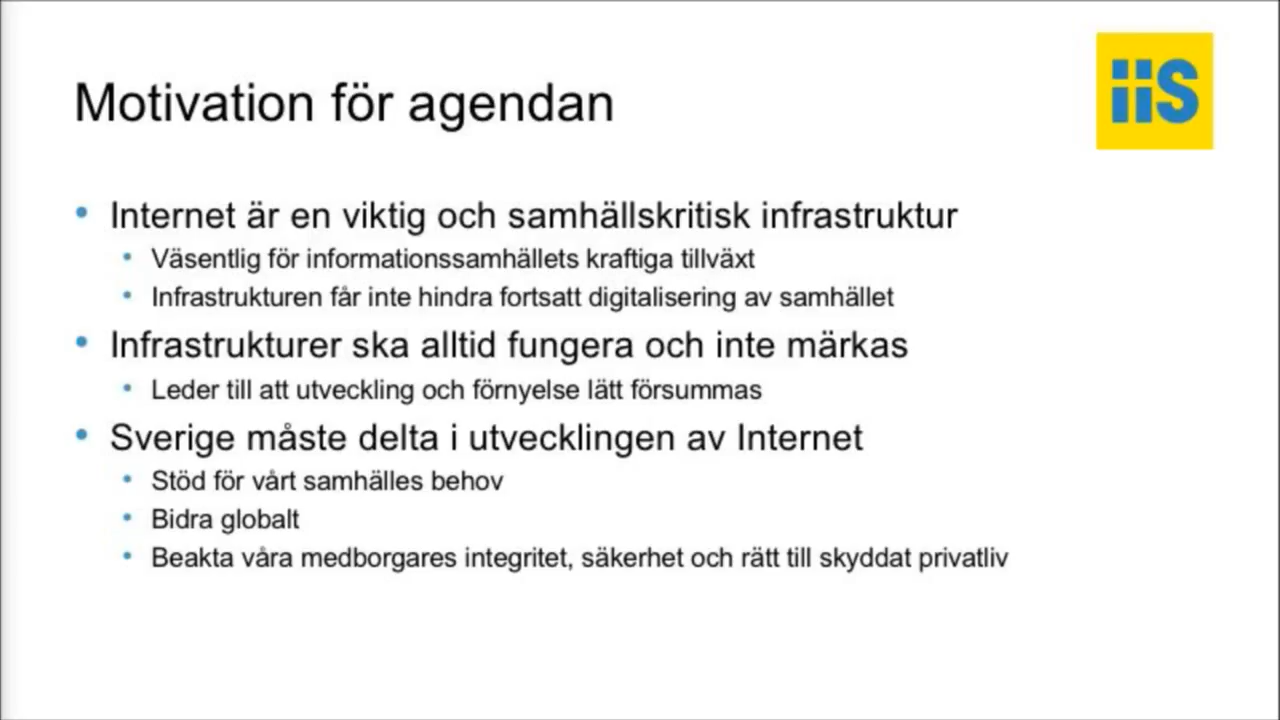 Motivation för agendan
iis
• Internet är en viktig och samhällskritisk infrastruktur
• Väsentlig för informationssamhällets kraftiga tillväxt
• Infrastrukturen får inte hindra fortsatt digitalisering av samhället
• Infrastrukturer ska alltid fungera och inte märkas
• Leder till att utveckling och förnyelse lätt försummas
• Sverige måste delta i utvecklingen av Internet
• Stöd för vårt samhälles behov
• Bidra globalt
• Beakta våra medborgares integritet, säkerhet och rätt till skyddat privatliv